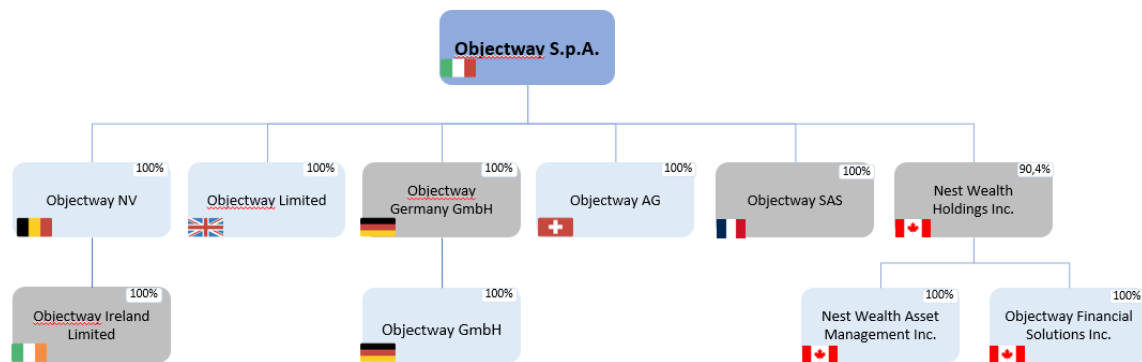 Objectway S.p.A.
100%
Objectway NV
100%
Objectway Limited
100%
Objectway
Germany GmbH
100%
Objectway AG
100%
Objectway SAS
90,4%
Nest Wealth
Holdings Inc.
100%
Objectway Ireland
Limited
100%
Objectway GmbH
100%
Nest Wealth Asset
Management Inc.
100%
Objectway Financial
Solutions Inc.